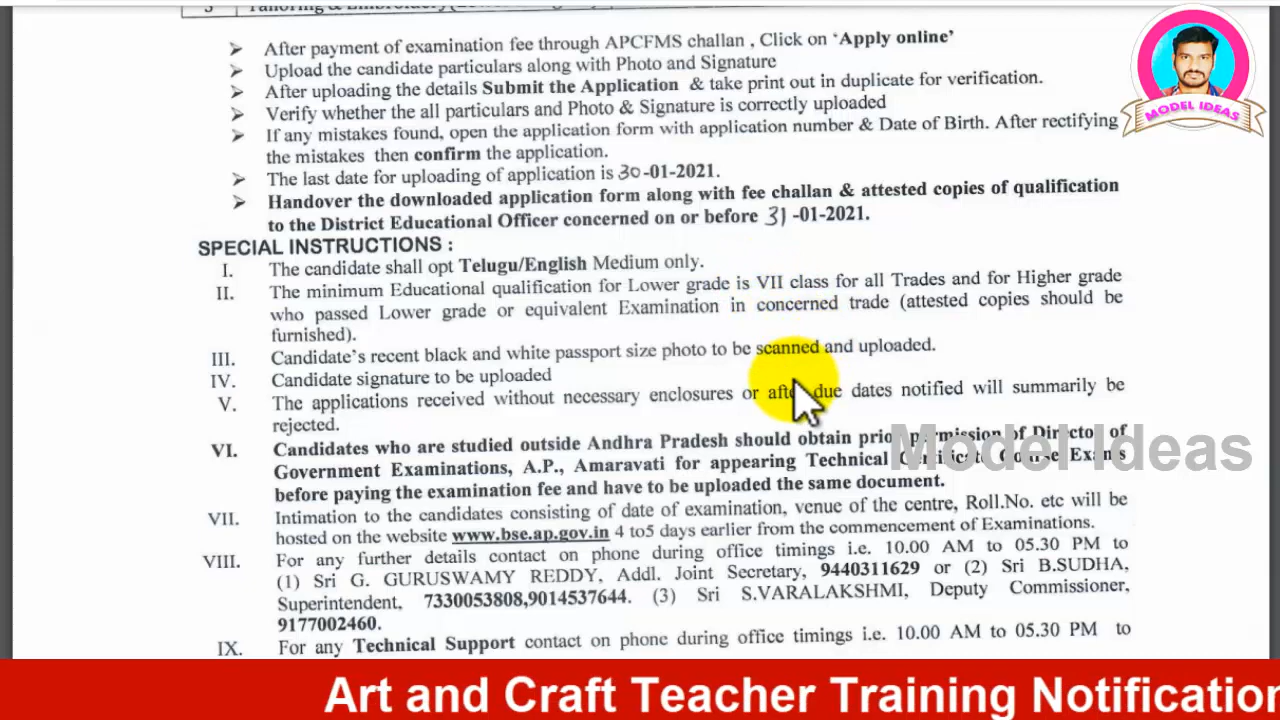 3 Tailoring & Embroidery
➢ After payment of examination fee through APCFMS challan , Click on ‘Apply online’
➢ Upload the candidate particulars along with Photo and Signature
➢ After uploading the details Submit the Application & take print out in duplicate for verification.
➢ Verify whether the all particulars and Photo & Signature is correctly uploaded
➢ If any mistakes found, open the application form with application number & Date of Birth. After rectifying
the mistakes then confirm the application.
➢ The last date for uploading of application is 30-01-2021.
➢ Handover the downloaded application form along with fee challan & attested copies of qualification
to the District Educational Officer concerned on or before 31 -01-2021.
SPECIAL INSTRUCTIONS :
I. The candidate shall opt Telugu/English Medium only.
II. The minimum Educational qualification for Lower grade is VII class for all Trades and for Higher grade
who passed Lower grade or equivalent Examination in concerned trade (attested copies should be
furnished).
III. Candidate's recent black and white passport size photo to be scanned and uploaded.
IV. Candidate signature to be uploaded
V. The applications received without necessary enclosures or after due dates notified will summarily be
rejected.
VI. Candidates who are studied outside Andhra Pradesh should obtain prior permission of Director of
Government Examinations, A.P., Amaravati for appearing Technical Certificate Course Exams
before paying the examination fee and have to be uploaded the same document.
VII. Intimation to the candidates consisting of date of examination, venue of the centre, Roll.No. etc will be
hosted on the website www.bse.ap.gov.in 4 to5 days earlier from the commencement of Examinations.
VIII. For any further details contact on phone during office timings i.e. 10.00 AM to 05.30 PM to
(1) Sri G. GURUSWAMY REDDY, Addl. Joint Secretary, 9440311629 or (2) Sri B.SUDHA,
Superintendent, 7330053808,9014537644. (3) Sri S.VARALAKSHMI, Deputy Commissioner,
9177002460.
IX. For any Technical Support contact on phone during office timings i.e. 10.00 AM to 05.30 PM to
MODEL IDEAS
Model Ideas
Art and Craft Teacher Training Notification